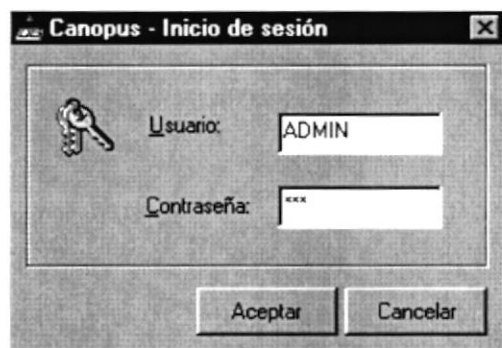 Canopus - Inicio de sesión
Usuario:
ADMIN
Contraseña:
***
Aceptar
Cancelar